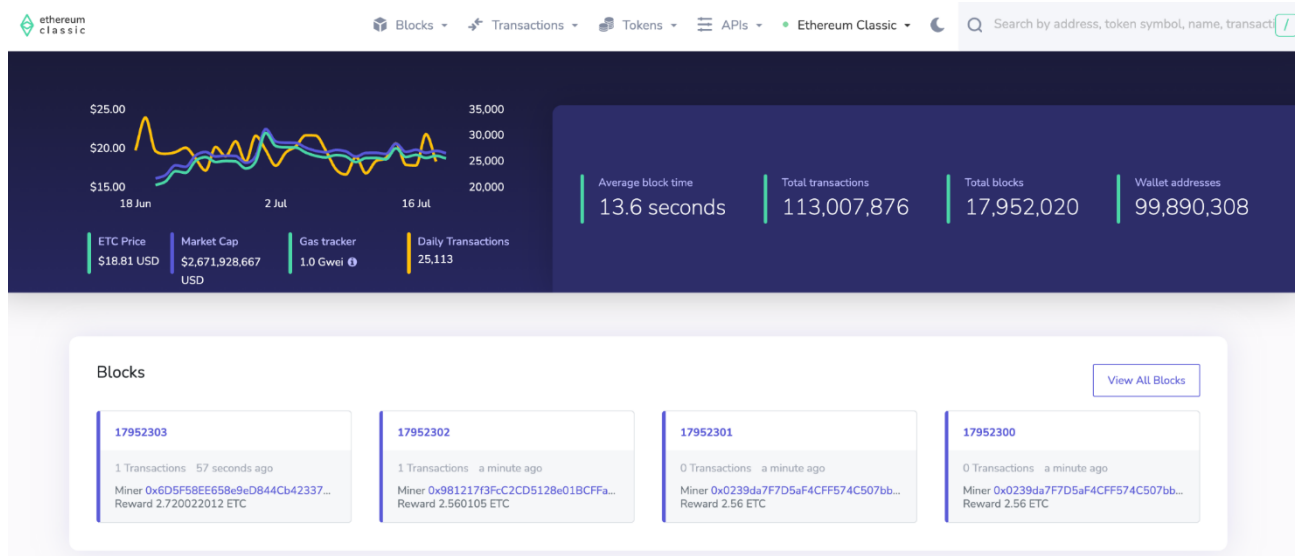 ethereum
classic
Blocks
Transactions
Tokens
APIs
Ethereum Classic
Search by address, token symbol, name, transacti
/
$25.00
$20.00
$15.00
35,000
30,000
25,000
20,000
18 Jun
2 Jul
16 Jul
ETC Price
$18.81 USD
Market Cap
$2,671,928,667
USD
Gas tracker
1.0 Gwei
Daily Transactions
25,113
Average block time
13.6 seconds
Total transactions
113,007,876
Total blocks
17,952,020
Wallet addresses
99,890,308
Blocks
View All Blocks
17952303
1 Transactions 57 seconds ago
Miner 0x6D5F58EE658e9eD844Cb42337...
Reward 2.720022012 ETC
17952302
1 Transactions a minute ago
Miner 0x981217f3Fc2CD5128e01BCFFa...
Reward 2.560105 ETC
17952301
0 Transactions a minute ago
Miner 0x0239da7F7D5aF4CFF574C507bb...
Reward 2.56 ETC
17952300
0 Transactions a minute ago
Miner 0x0239da7F7D5aF4CFF574C507bb...
Reward 2.56 ETC